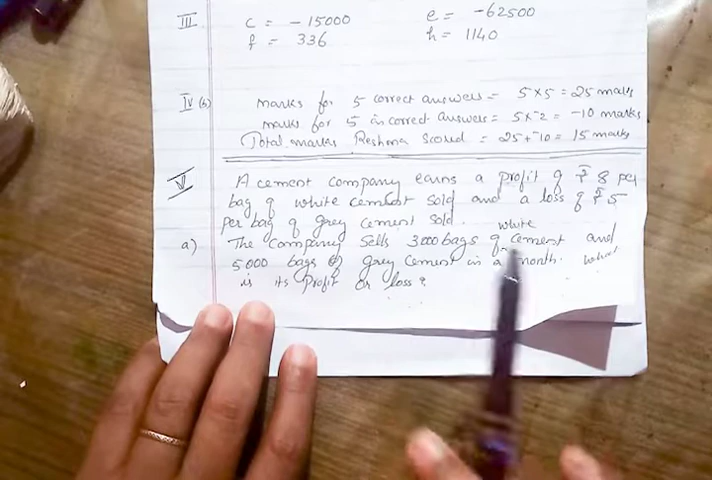 III c = -15000 e = -62500
f = 336 h = 1140
IV (b) marks for 5 correct answers = 5×5 = 25 marks
marks for 5 incorrect answers = 5×-2 = -10 marks
Total marks Reshma Scored = 25+-10 = 15 marks
V A cement company earns a profit of ₹ 8 per
bag of white cement sold and a loss of ₹ 5
per bag of grey cement sold.
white
a) The company sells 3000 bags of cement and
5000 bags of grey cement in a month. what
is its profit or loss?